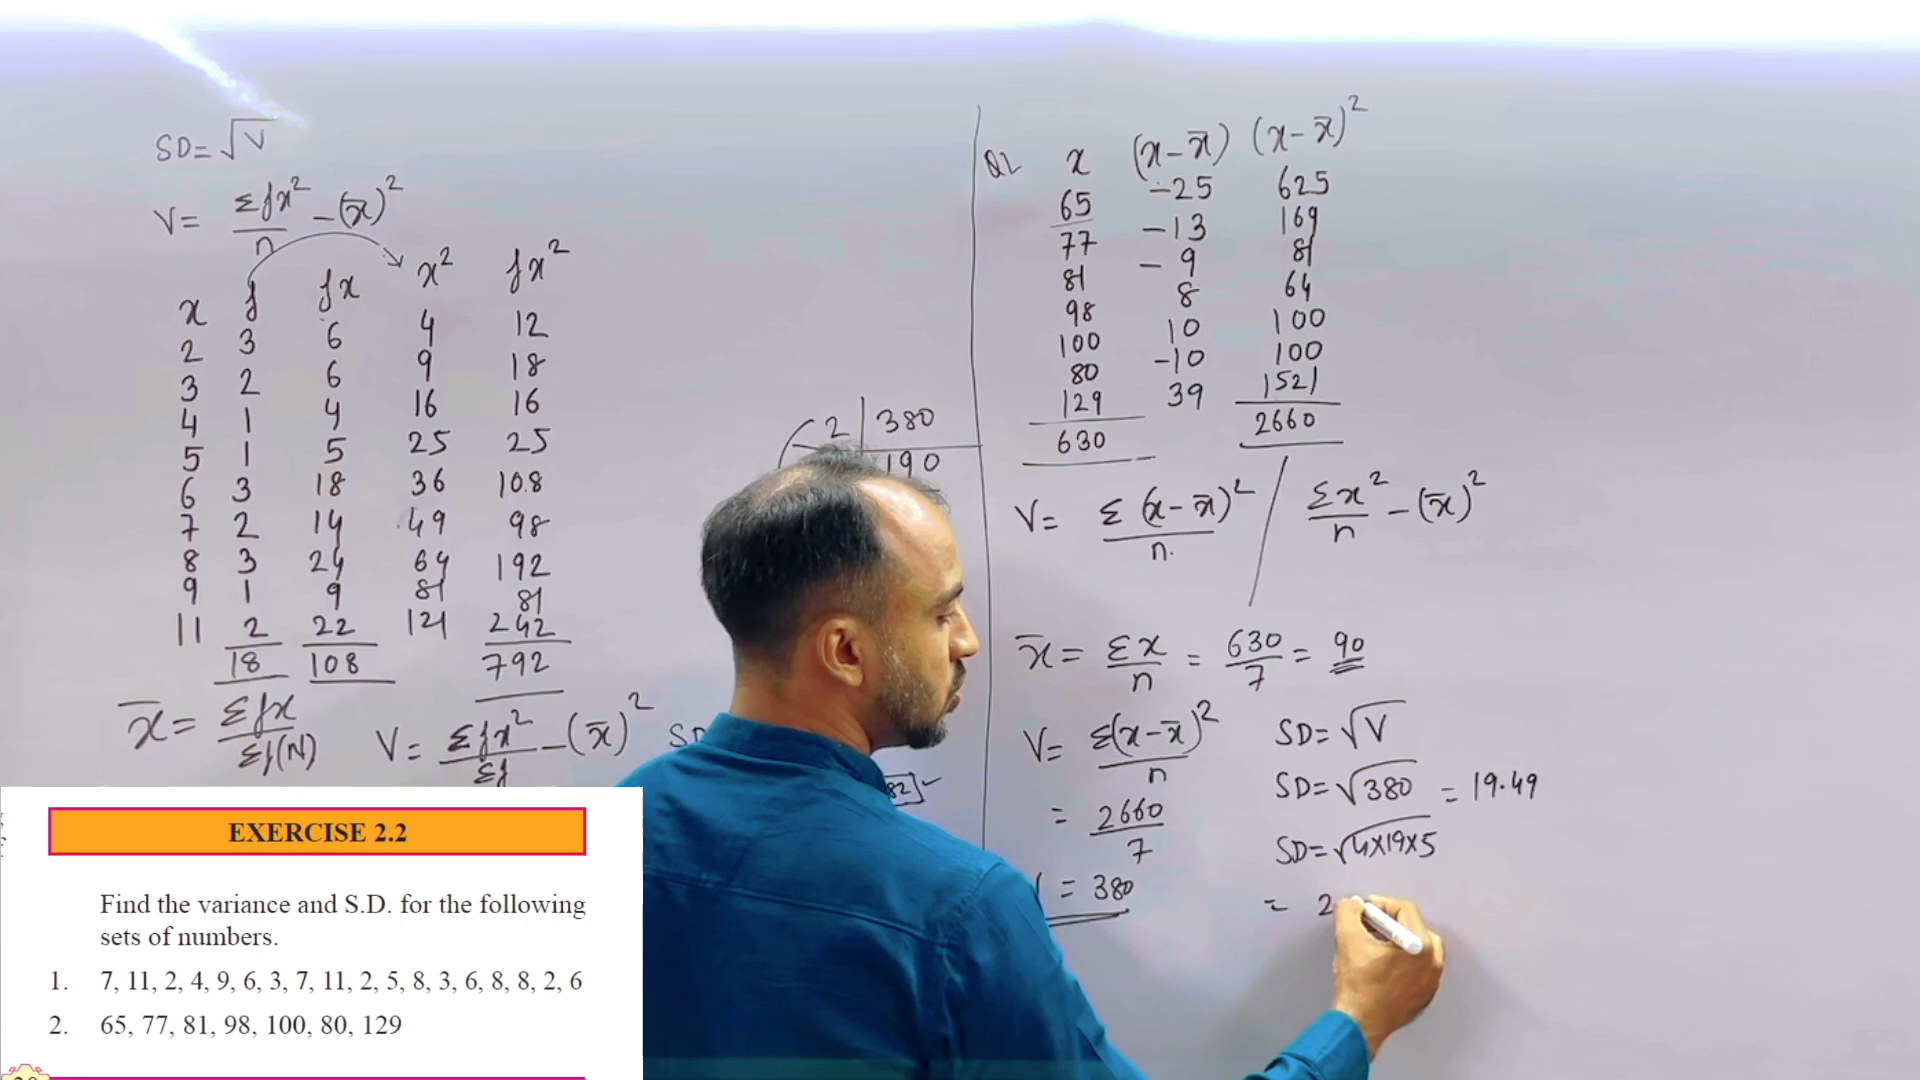 SD= √V
V= Σfx² / n - (x̄)²
x f fx x² fx²
2 3 6 4 12
3 2 6 9 18
4 1 4 16 16
5 1 5 25 25
6 3 18 36 108
7 2 14 49 98
8 3 24 64 192
9 1 9 81 81
11 2 22 121 242
18 108 792
x̄ = Σfx / Σf(N)
V = Σfx² / Σf - (x̄)²
2 | 380
190
Q2 x (x-x̄) (x-x̄)²
65 -25 625
77 -13 169
81 -9 81
98 8 64
100 10 100
80 -10 100
129 39 1521
630 2660
V= Σ(x-x̄)² / n. / Σx² / n - (x̄)²
x̄ = Σx / n = 630 / 7 = 90
V= Σ(x-x̄)² / n
= 2660 / 7
= 380
SD= √V
SD= √380 = 19.49
SD= √4×19×5
= 2
EXERCISE 2.2
Find the variance and S.D. for the following
sets of numbers.
1. 7, 11, 2, 4, 9, 6, 3, 7, 11, 2, 5, 8, 3, 6, 8, 8, 2, 6
2. 65, 77, 81, 98, 100, 80, 129